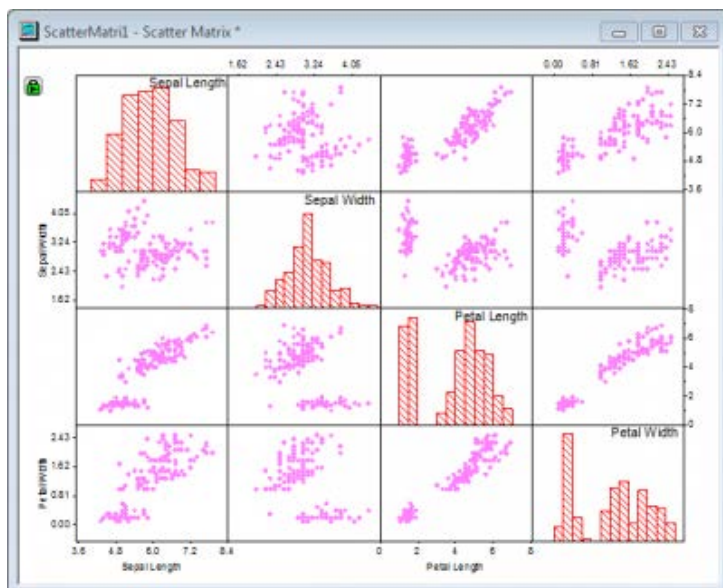 ScatterMatri1 - Scatter Matrix *
1.62 2.43 3.24 4.05 0.00 0.81 1.62 2.43
Sepal Length
8.4
7.2
6.0
4.8
3.6
Sepal Width
Sepal Width
4.05
3.24
2.43
1.62
Petal Length
8
6
4
2
0
Petal Width
Petal Width
2.43
1.62
0.81
0.00
3.6 4.8 6.0 7.2 8.4 0 2 4 6 8
Sepal Length Petal Length